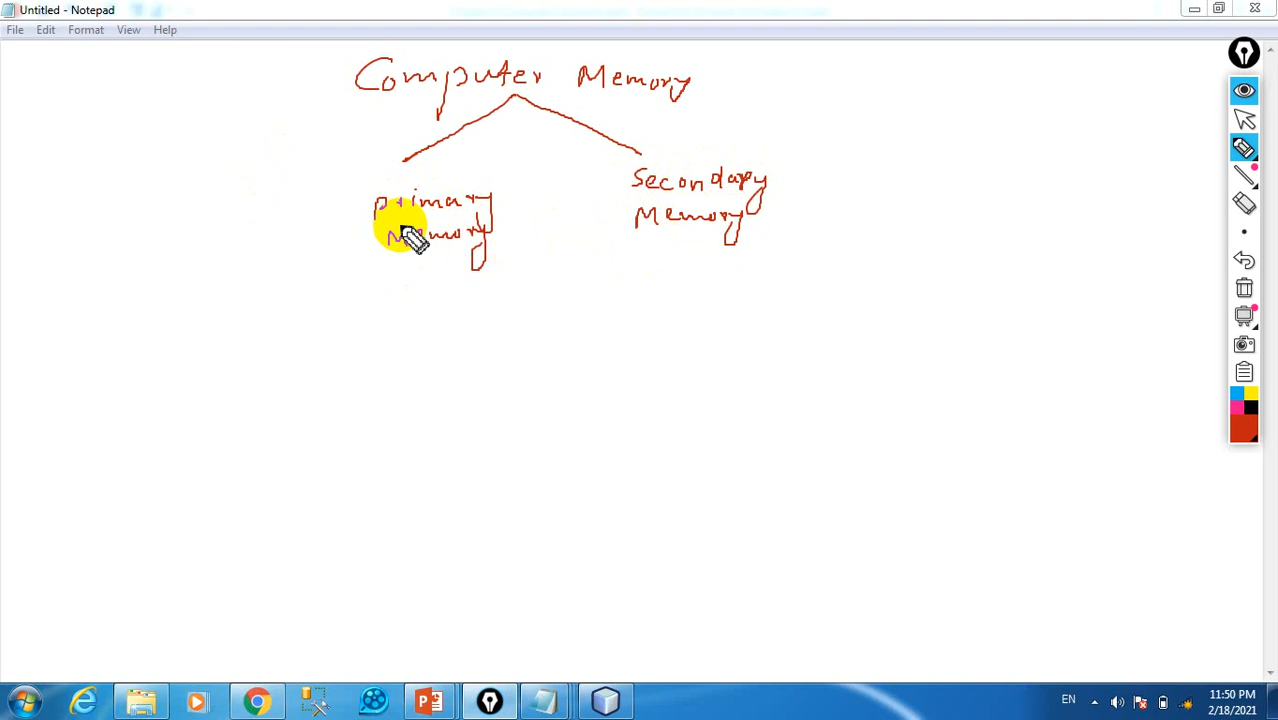 Untitled - Notepad
File Edit Format View Help
Computer Memory
primary
Memory
Secondary
Memory
EN
11:50 PM
2/18/2021